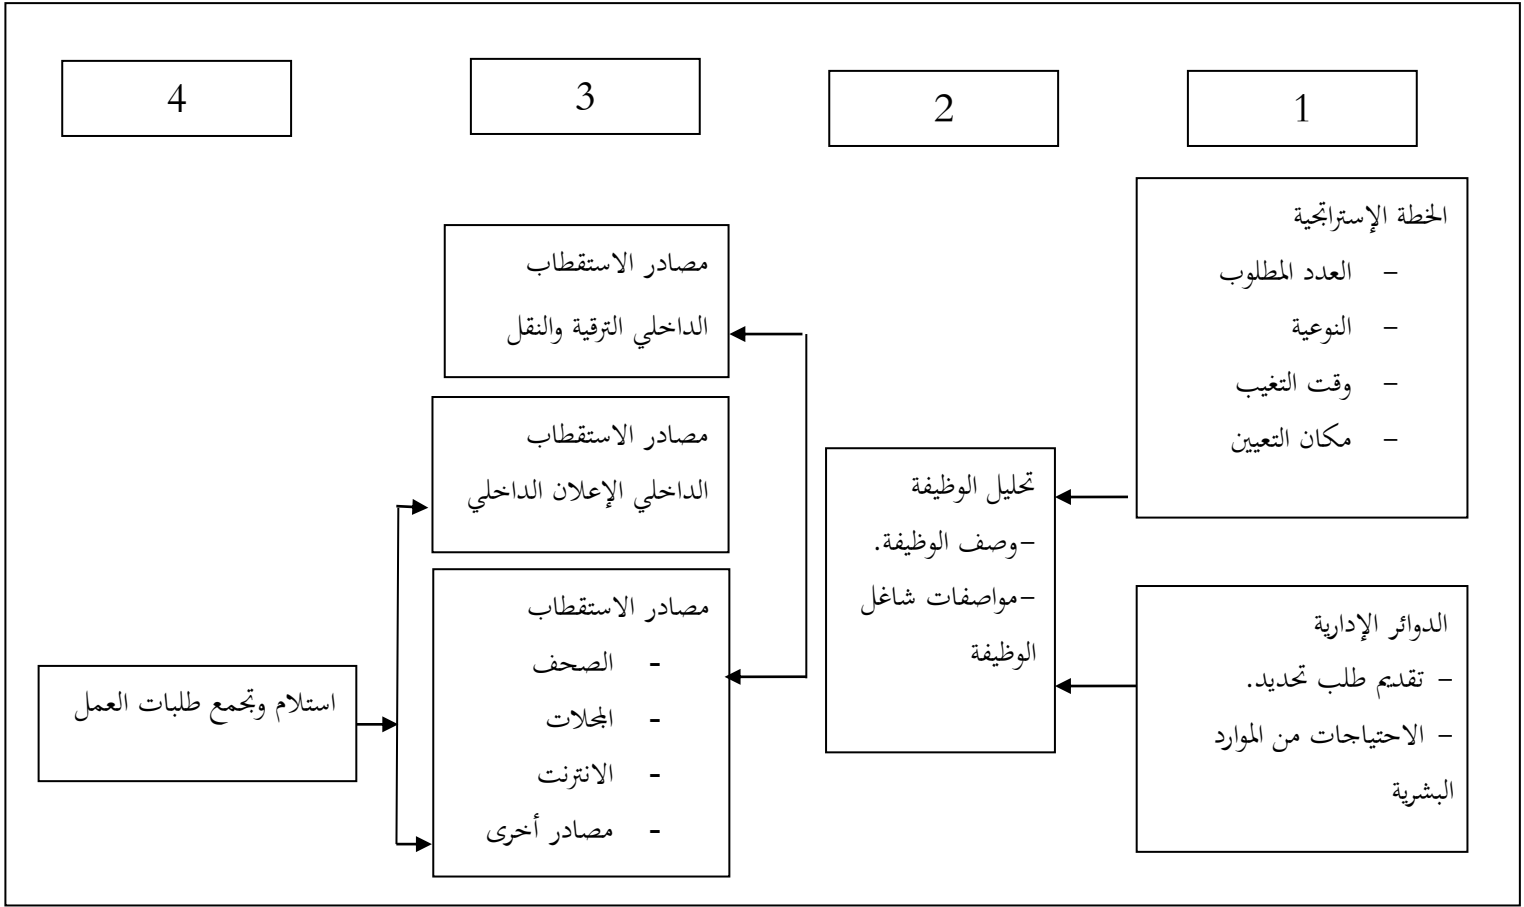 1
2
3
4
الخطة الإستراتجية
– العدد المطلوب
– النوعية
– وقت التغيب
– مكان التعيين
الدوائر الإدارية
– تقديم طلب تحديد.
– الاحتياجات من الموارد
البشرية
تحليل الوظيفة
–وصف الوظيفة.
–مواصفات شاغل
الوظيفة
مصادر الاستقطاب
الداخلي الترقية والنقل
مصادر الاستقطاب
الداخلي الإعلان الداخلي
مصادر الاستقطاب
- الصحف
- المجلات
- الانترنت
- مصادر أخرى
استلام وتجمع طلبات العمل